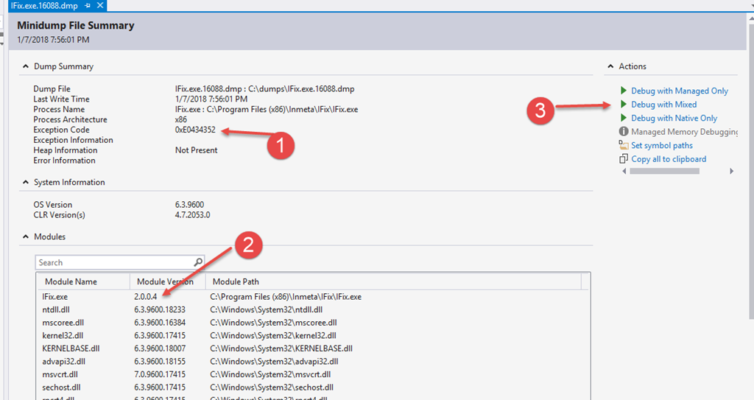 IFix.exe.16088.dmp
Minidump File Summary
1/7/2018 7:56:01 PM
Dump Summary
Dump File IFix.exe.16088.dmp : C:\dumps\IFix.exe.16088.dmp
Last Write Time 1/7/2018 7:56:01 PM
Process Name IFix.exe : C:\Program Files (x86)\Inmeta\IFix\IFix.exe
Process Architecture x86
Exception Code 0xE0434352
Exception Information
Heap Information Not Present
Error Information
System Information
OS Version 6.3.9600
CLR Version(s) 4.7.2053.0
Modules
Search
Module Name Module Version Module Path
IFix.exe 2.0.0.4 C:\Program Files (x86)\Inmeta\IFix\IFix.exe
ntdll.dll 6.3.9600.18233 C:\Windows\System32\ntdll.dll
mscoree.dll 6.3.9600.16384 C:\Windows\System32\mscoree.dll
kernel32.dll 6.3.9600.17415 C:\Windows\System32\kernel32.dll
KERNELBASE.dll 6.3.9600.18007 C:\Windows\System32\KERNELBASE.dll
advapi32.dll 6.3.9600.18155 C:\Windows\System32\advapi32.dll
msvcrt.dll 7.0.9600.17415 C:\Windows\System32\msvcrt.dll
sechost.dll 6.3.9600.17415 C:\Windows\System32\sechost.dll
rpcrt4.dll 6.3.9600.17415 C:\Windows\System32\rpcrt4.dll
Actions
Debug with Managed Only
Debug with Mixed
Debug with Native Only
Managed Memory Debugging
Set symbol paths
Copy all to clipboard
1
2
3